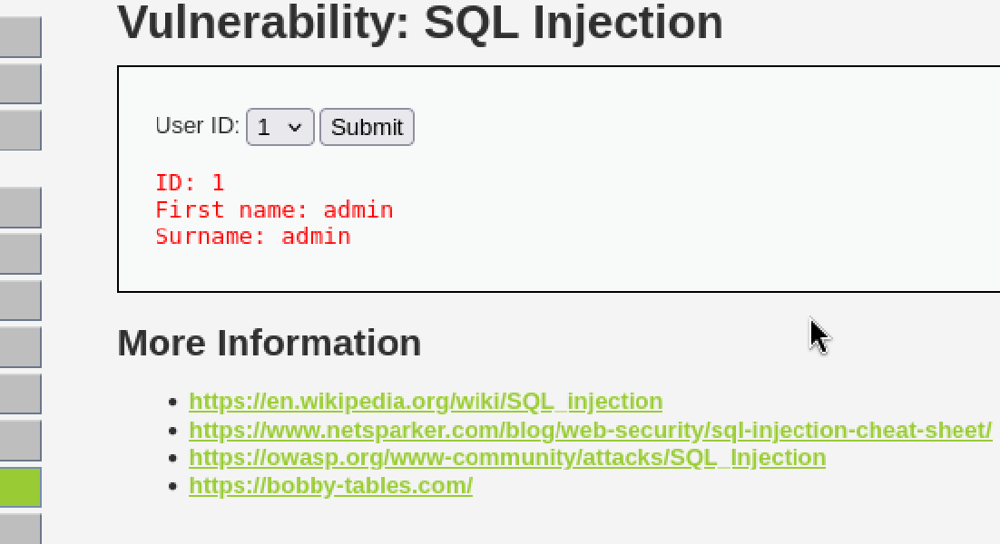 Vulnerability: SQL Injection
User ID: 1 Submit
ID: 1
First name: admin
Surname: admin
More Information
https://en.wikipedia.org/wiki/SQL_injection
https://www.netsparker.com/blog/web-security/sql-injection-cheat-sheet/
https://owasp.org/www-community/attacks/SQL_Injection
https://bobby-tables.com/